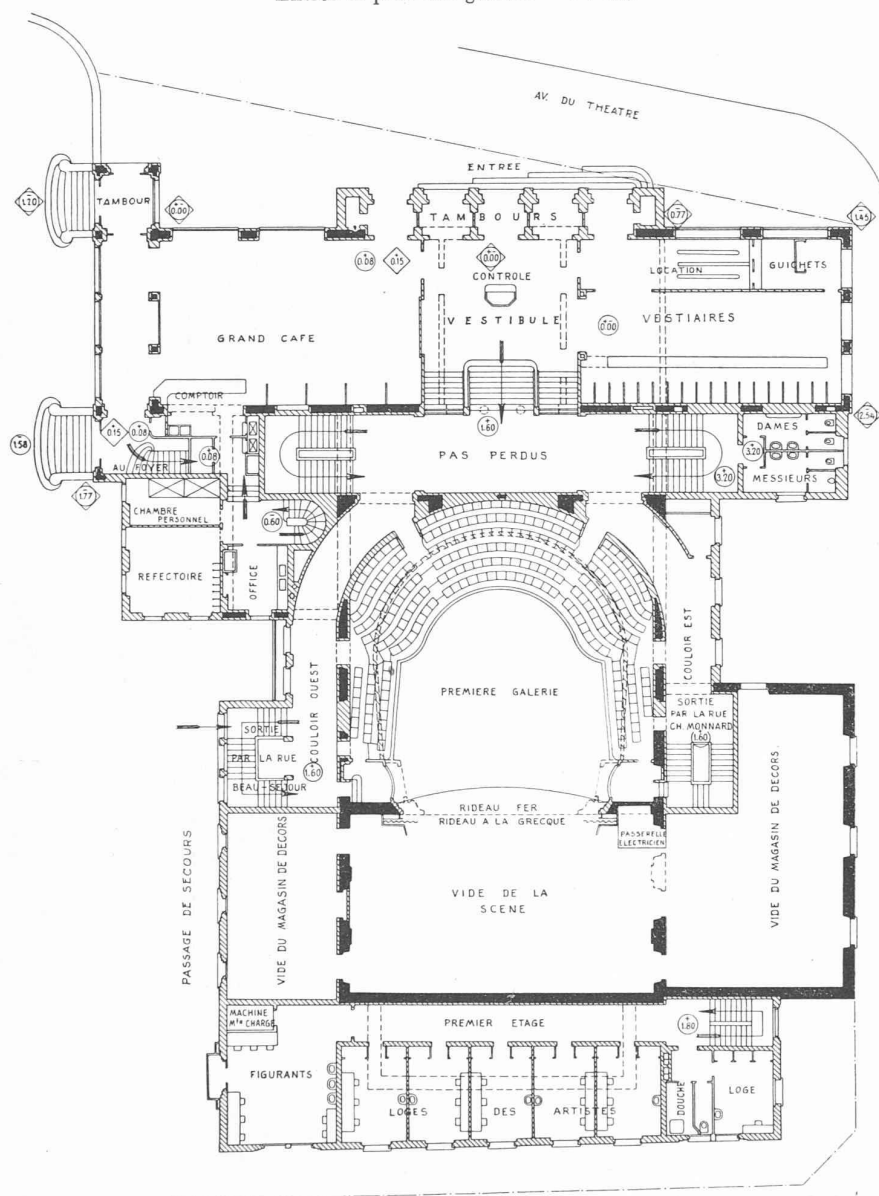 AV. DU THEATRE
ENTREE
TAMBOUR
TAMBOURS
1.20
0.00
0.77
1.45
0.08
0.15
0.00
CONTROLE
LOCATION
GUICHETS
GRAND CAFE
VESTIBULE
0.00
VESTIAIRES
COMPTOIR
1.58
0.15
0.08
0.08
AU FOYER
1.77
1.60
PAS PERDUS
3.20
3.20
DAMES
MESSIEURS
2.54
CHAMBRE
PERSONNEL
0.60
REFECTOIRE
OFFICE
COULOIR OUEST
COULOIR EST
PREMIERE GALERIE
SORTIE
PAR LA RUE
BEAU-SEJOUR
1.60
SORTIE
PAR LA RUE
CH. MONNARD
1.60
RIDEAU FER
RIDEAU A LA GRECQUE
PASSERELLE
ELECTRICIEN
PASSAGE DE SECOURS
VIDE DU MAGASIN DE DECORS
VIDE DE LA
SCENE
VIDE DU MAGASIN DE DECORS
MACHINE
Mte CHARGE
PREMIER ETAGE
1.80
FIGURANTS
LOGES DES ARTISTES
DOUCHE
LOGE